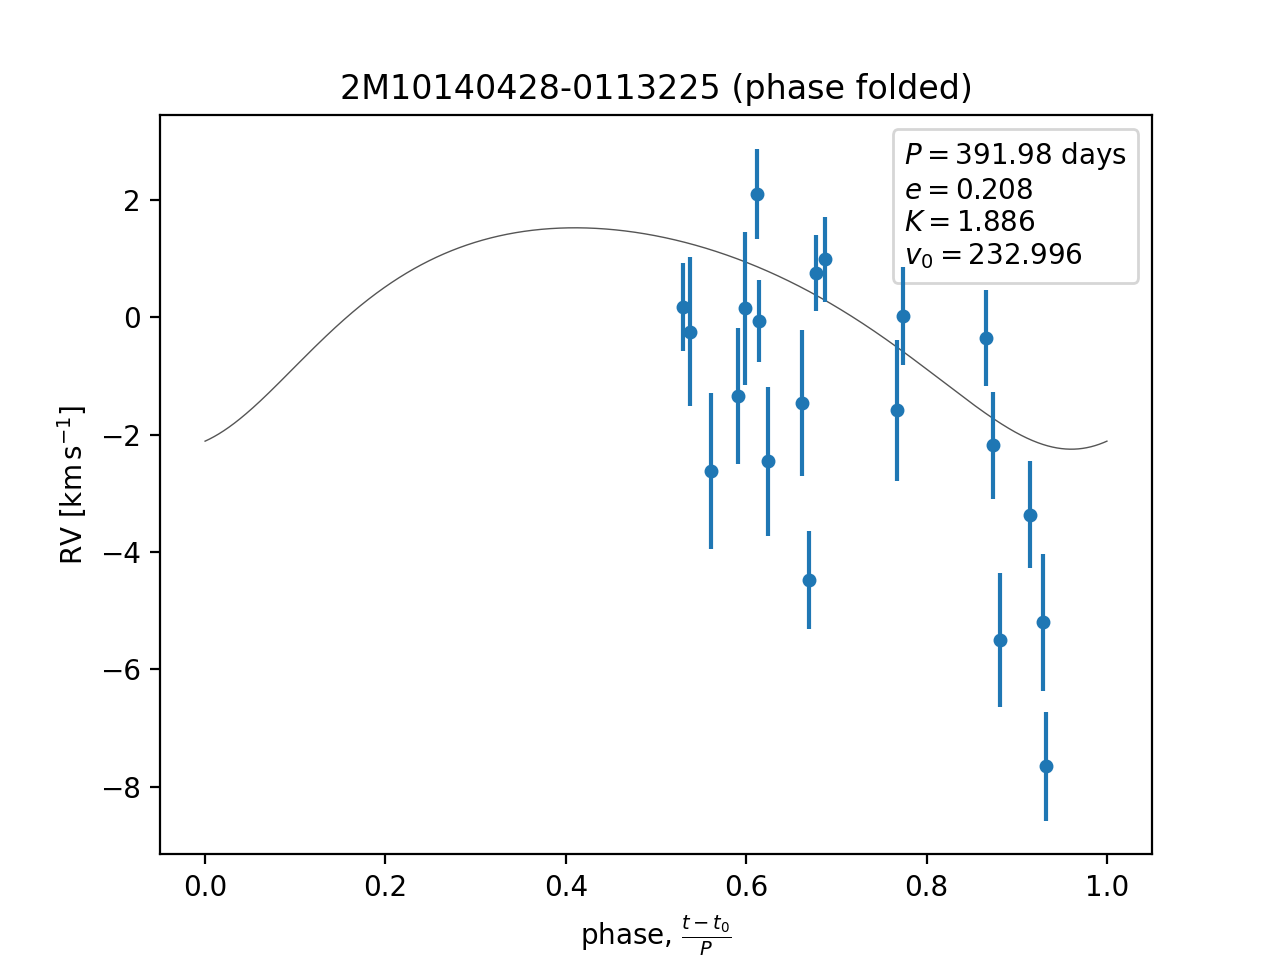 2M10140428-0113225 (phase folded)
P = 391.98 days
e = 0.208
K = 1.886
v₀ = 232.996
RV [km s⁻¹]
2
0
−2
−4
−6
−8
0.0 0.2 0.4 0.6 0.8 1.0
phase, (t − t₀)/P